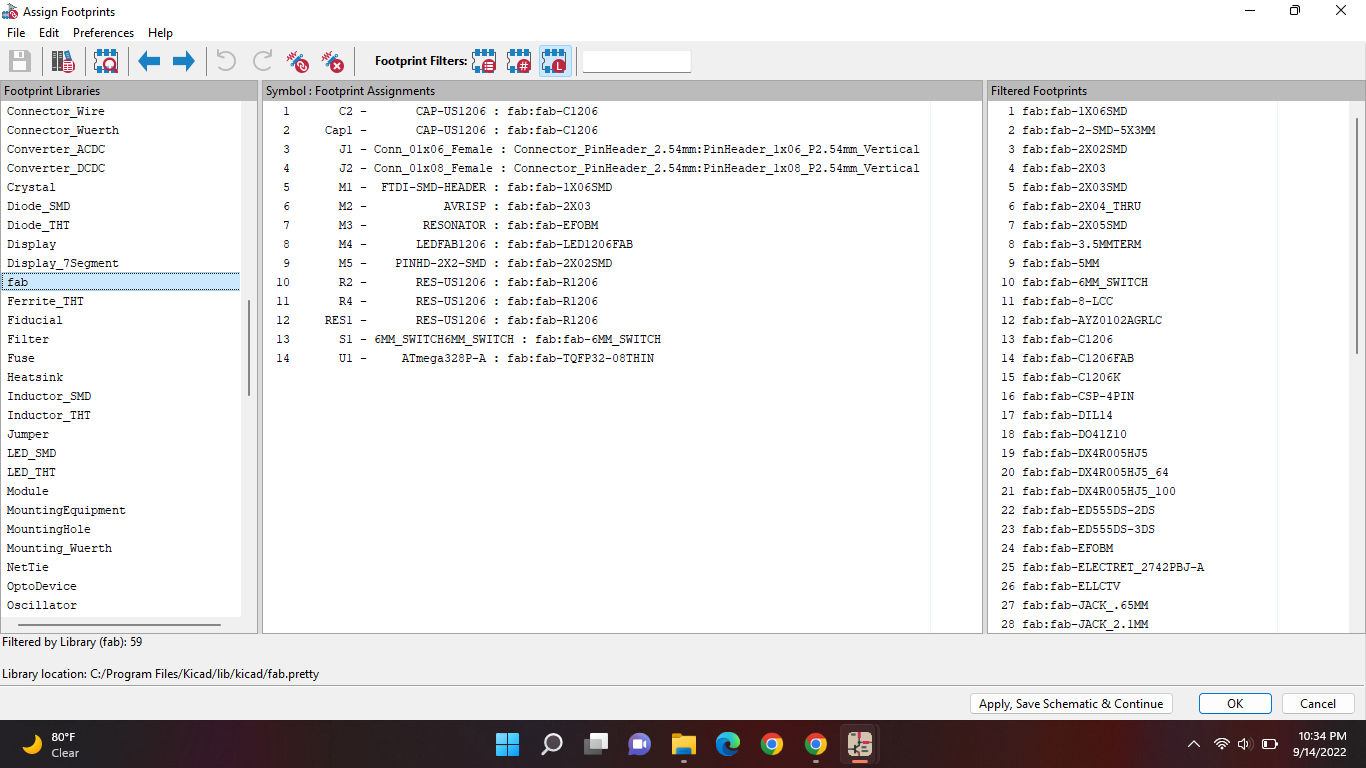 Assign Footprints
File Edit Preferences Help
Footprint Filters:
Footprint Libraries
Connector_Wire
Connector_Wuerth
Converter_ACDC
Converter_DCDC
Crystal
Diode_SMD
Diode_THT
Display
Display_7Segment
fab
Ferrite_THT
Fiducial
Filter
Fuse
Heatsink
Inductor_SMD
Inductor_THT
Jumper
LED_SMD
LED_THT
Module
MountingEquipment
MountingHole
Mounting_Wuerth
NetTie
OptoDevice
Oscillator
Symbol : Footprint Assignments
1 C2 - CAP-US1206 : fab:fab-C1206
2 Cap1 - CAP-US1206 : fab:fab-C1206
3 J1 - Conn_01x06_Female : Connector_PinHeader_2.54mm:PinHeader_1x06_P2.54mm_Vertical
4 J2 - Conn_01x08_Female : Connector_PinHeader_2.54mm:PinHeader_1x08_P2.54mm_Vertical
5 M1 - FTDI-SMD-HEADER : fab:fab-1X06SMD
6 M2 - AVRISP : fab:fab-2X03
7 M3 - RESONATOR : fab:fab-EFOBM
8 M4 - LEDFAB1206 : fab:fab-LED1206FAB
9 M5 - PINHD-2X2-SMD : fab:fab-2X02SMD
10 R2 - RES-US1206 : fab:fab-R1206
11 R4 - RES-US1206 : fab:fab-R1206
12 RES1 - RES-US1206 : fab:fab-R1206
13 S1 - 6MM_SWITCH6MM_SWITCH : fab:fab-6MM_SWITCH
14 U1 - ATmega328P-A : fab:fab-TQFP32-08THIN
Filtered Footprints
1 fab:fab-1X06SMD
2 fab:fab-2-SMD-5X3MM
3 fab:fab-2X02SMD
4 fab:fab-2X03
5 fab:fab-2X03SMD
6 fab:fab-2X04_THRU
7 fab:fab-2X05SMD
8 fab:fab-3.5MMTERM
9 fab:fab-5MM
10 fab:fab-6MM_SWITCH
11 fab:fab-8-LCC
12 fab:fab-AYZ0102AGRLC
13 fab:fab-C1206
14 fab:fab-C1206FAB
15 fab:fab-C1206K
16 fab:fab-CSP-4PIN
17 fab:fab-DIL14
18 fab:fab-DO41Z10
19 fab:fab-DX4R005HJ5
20 fab:fab-DX4R005HJ5_64
21 fab:fab-DX4R005HJ5_100
22 fab:fab-ED555DS-2DS
23 fab:fab-ED555DS-3DS
24 fab:fab-EFOBM
25 fab:fab-ELECTRET_2742PBJ-A
26 fab:fab-ELLCTV
27 fab:fab-JACK_.65MM
28 fab:fab-JACK_2.1MM
Filtered by Library (fab): 59
Library location: C:/Program Files/Kicad/lib/kicad/fab.pretty
Apply, Save Schematic & Continue OK Cancel
80°F
Clear
10:34 PM
9/14/2022